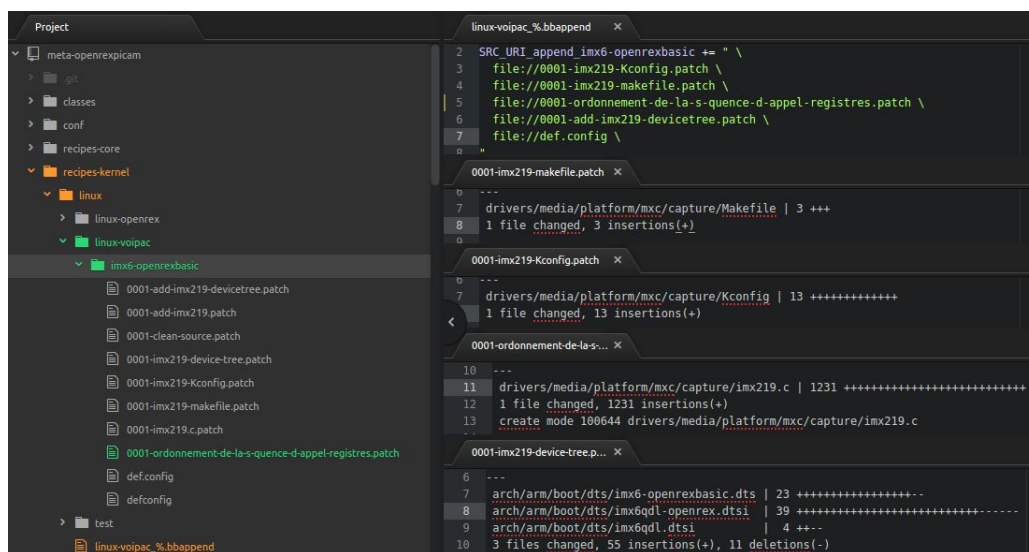 Project
meta-openrexpicam
.git
classes
conf
recipes-core
recipes-kernel
linux
linux-openrex
linux-voipac
imx6-openrexbasic
0001-add-imx219-devicetree.patch
0001-add-imx219.patch
0001-clean-source.patch
0001-imx219-device-tree.patch
0001-imx219-Kconfig.patch
0001-imx219-makefile.patch
0001-imx219.c.patch
0001-ordonnement-de-la-s-quence-d-appel-registres.patch
def.config
defconfig
test
linux-voipac_%.bbappend
linux-voipac_%.bbappend ×
2 SRC_URI_append_imx6-openrexbasic += " \
3 file://0001-imx219-Kconfig.patch \
4 file://0001-imx219-makefile.patch \
5 file://0001-ordonnement-de-la-s-quence-d-appel-registres.patch \
6 file://0001-add-imx219-devicetree.patch \
7 file://def.config \
8 "
0001-imx219-makefile.patch ×
6 ---
7 drivers/media/platform/mxc/capture/Makefile | 3 +++
8 1 file changed, 3 insertions(+)
9
0001-imx219-Kconfig.patch ×
6 ---
7 drivers/media/platform/mxc/capture/Kconfig | 13 +++++++++++++
1 file changed, 13 insertions(+)
0001-ordonnement-de-la-s-... ×
10 ---
11 drivers/media/platform/mxc/capture/imx219.c | 1231 ++++++++++++++++++++++++++++
12 1 file changed, 1231 insertions(+)
13 create mode 100644 drivers/media/platform/mxc/capture/imx219.c
0001-imx219-device-tree.p... ×
6 ---
7 arch/arm/boot/dts/imx6-openrexbasic.dts | 23 ++++++++++++++++++--
8 arch/arm/boot/dts/imx6qdl-openrex.dtsi | 39 ++++++++++++++++++++++++++++------
9 arch/arm/boot/dts/imx6qdl.dtsi | 4 ++--
10 3 files changed, 55 insertions(+), 11 deletions(-)